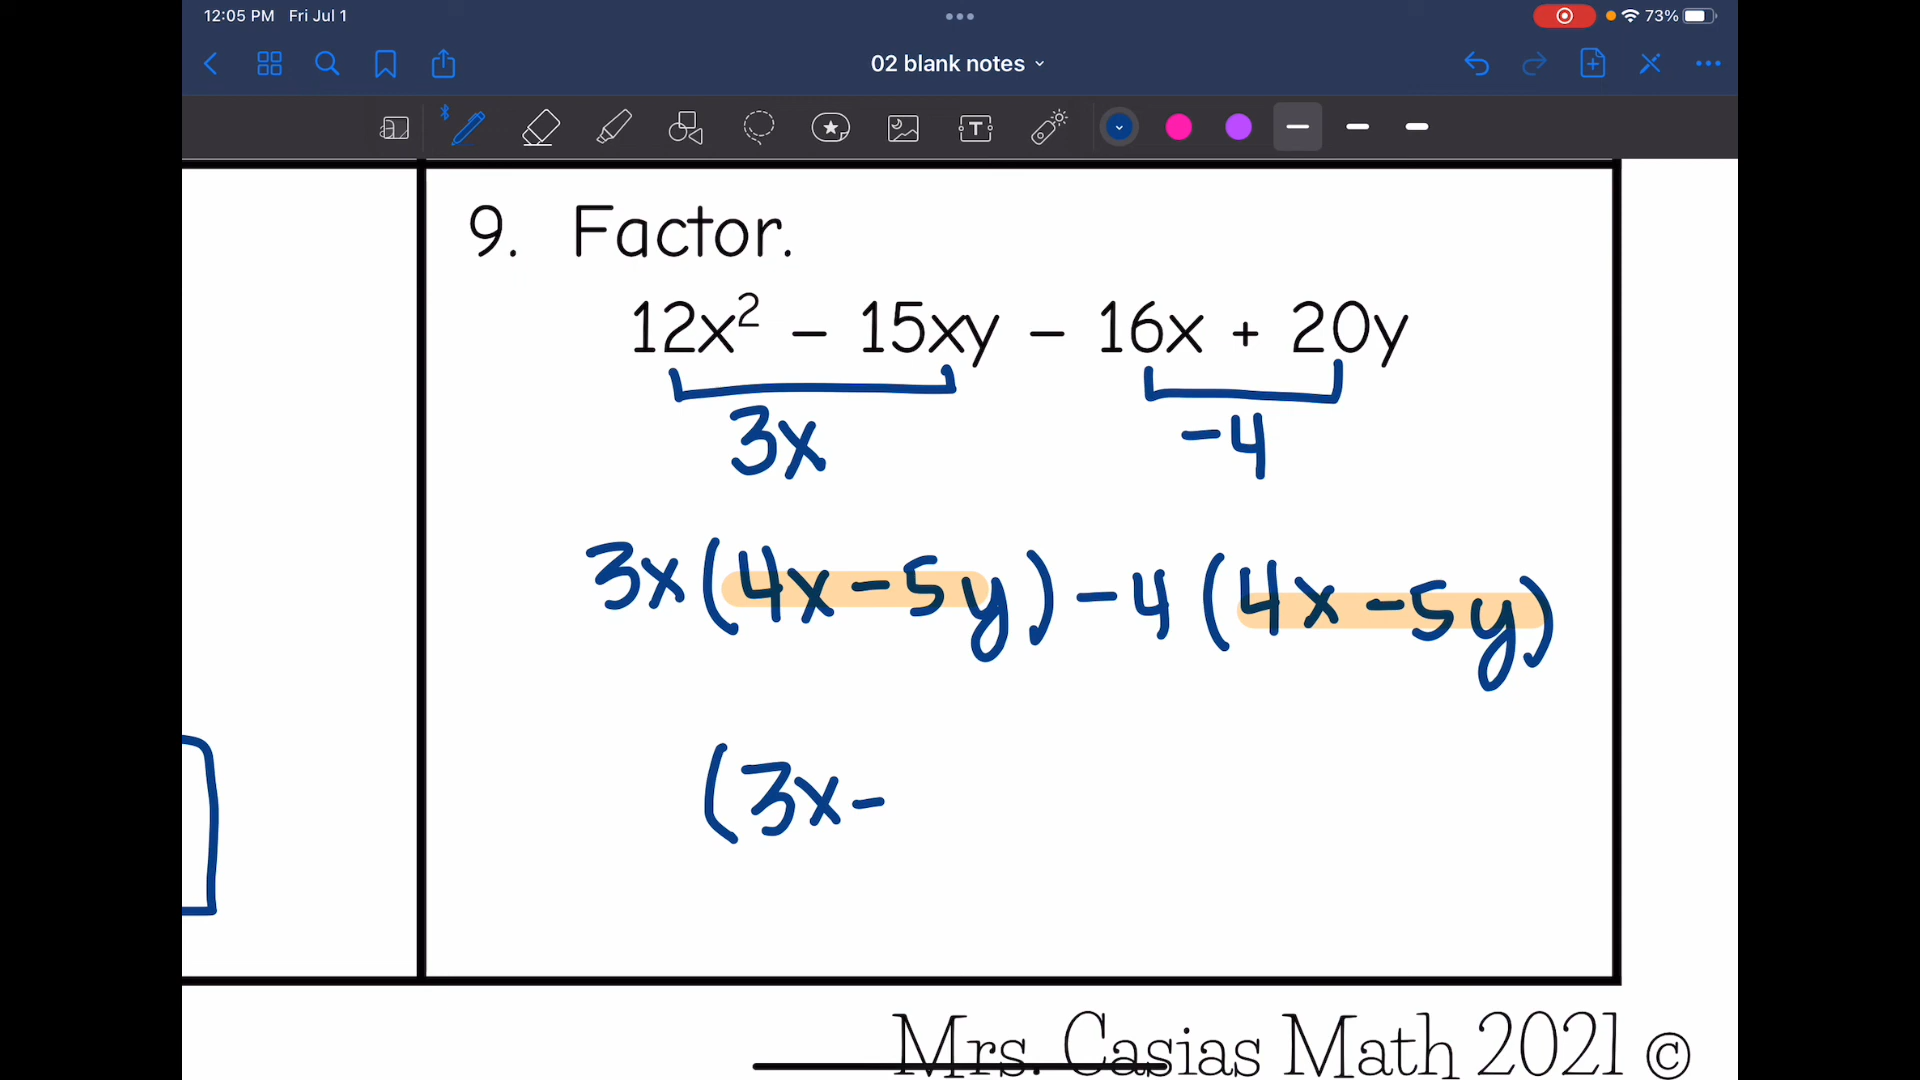 12:05 PM Fri Jul 1 73%
02 blank notes
9. Factor.
12x² – 15xy – 16x + 20y
3x -4
3x(4x-5y)-4(4x-5y)
(3x-
Mrs. Casias Math 2021 ©